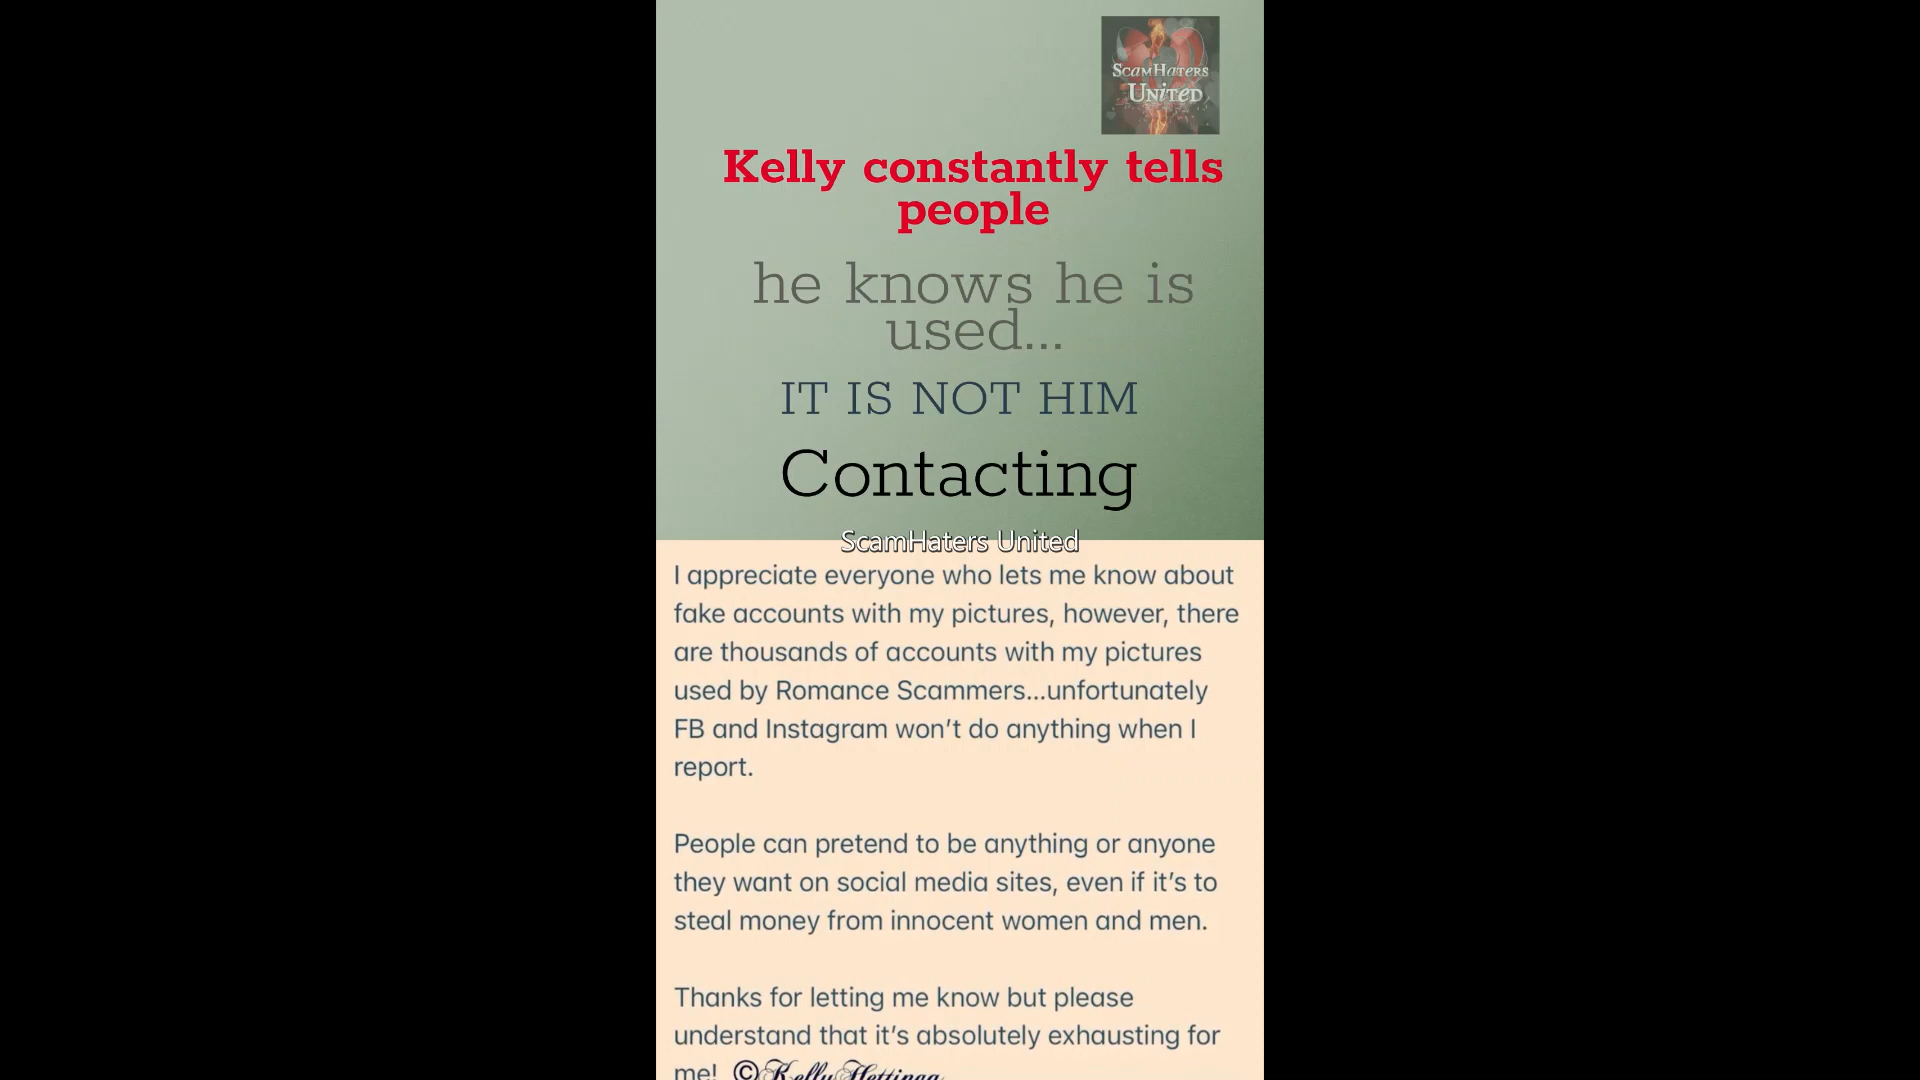 ScamHaters
United
Kelly constantly tells
people
he knows he is
used...
IT IS NOT HIM
Contacting
ScamHaters United
I appreciate everyone who lets me know about
fake accounts with my pictures, however, there
are thousands of accounts with my pictures
used by Romance Scammers...unfortunately
FB and Instagram won't do anything when I
report.
People can pretend to be anything or anyone
they want on social media sites, even if it's to
steal money from innocent women and men.
Thanks for letting me know but please
understand that it's absolutely exhausting for
me! ©Kelly Hettinga